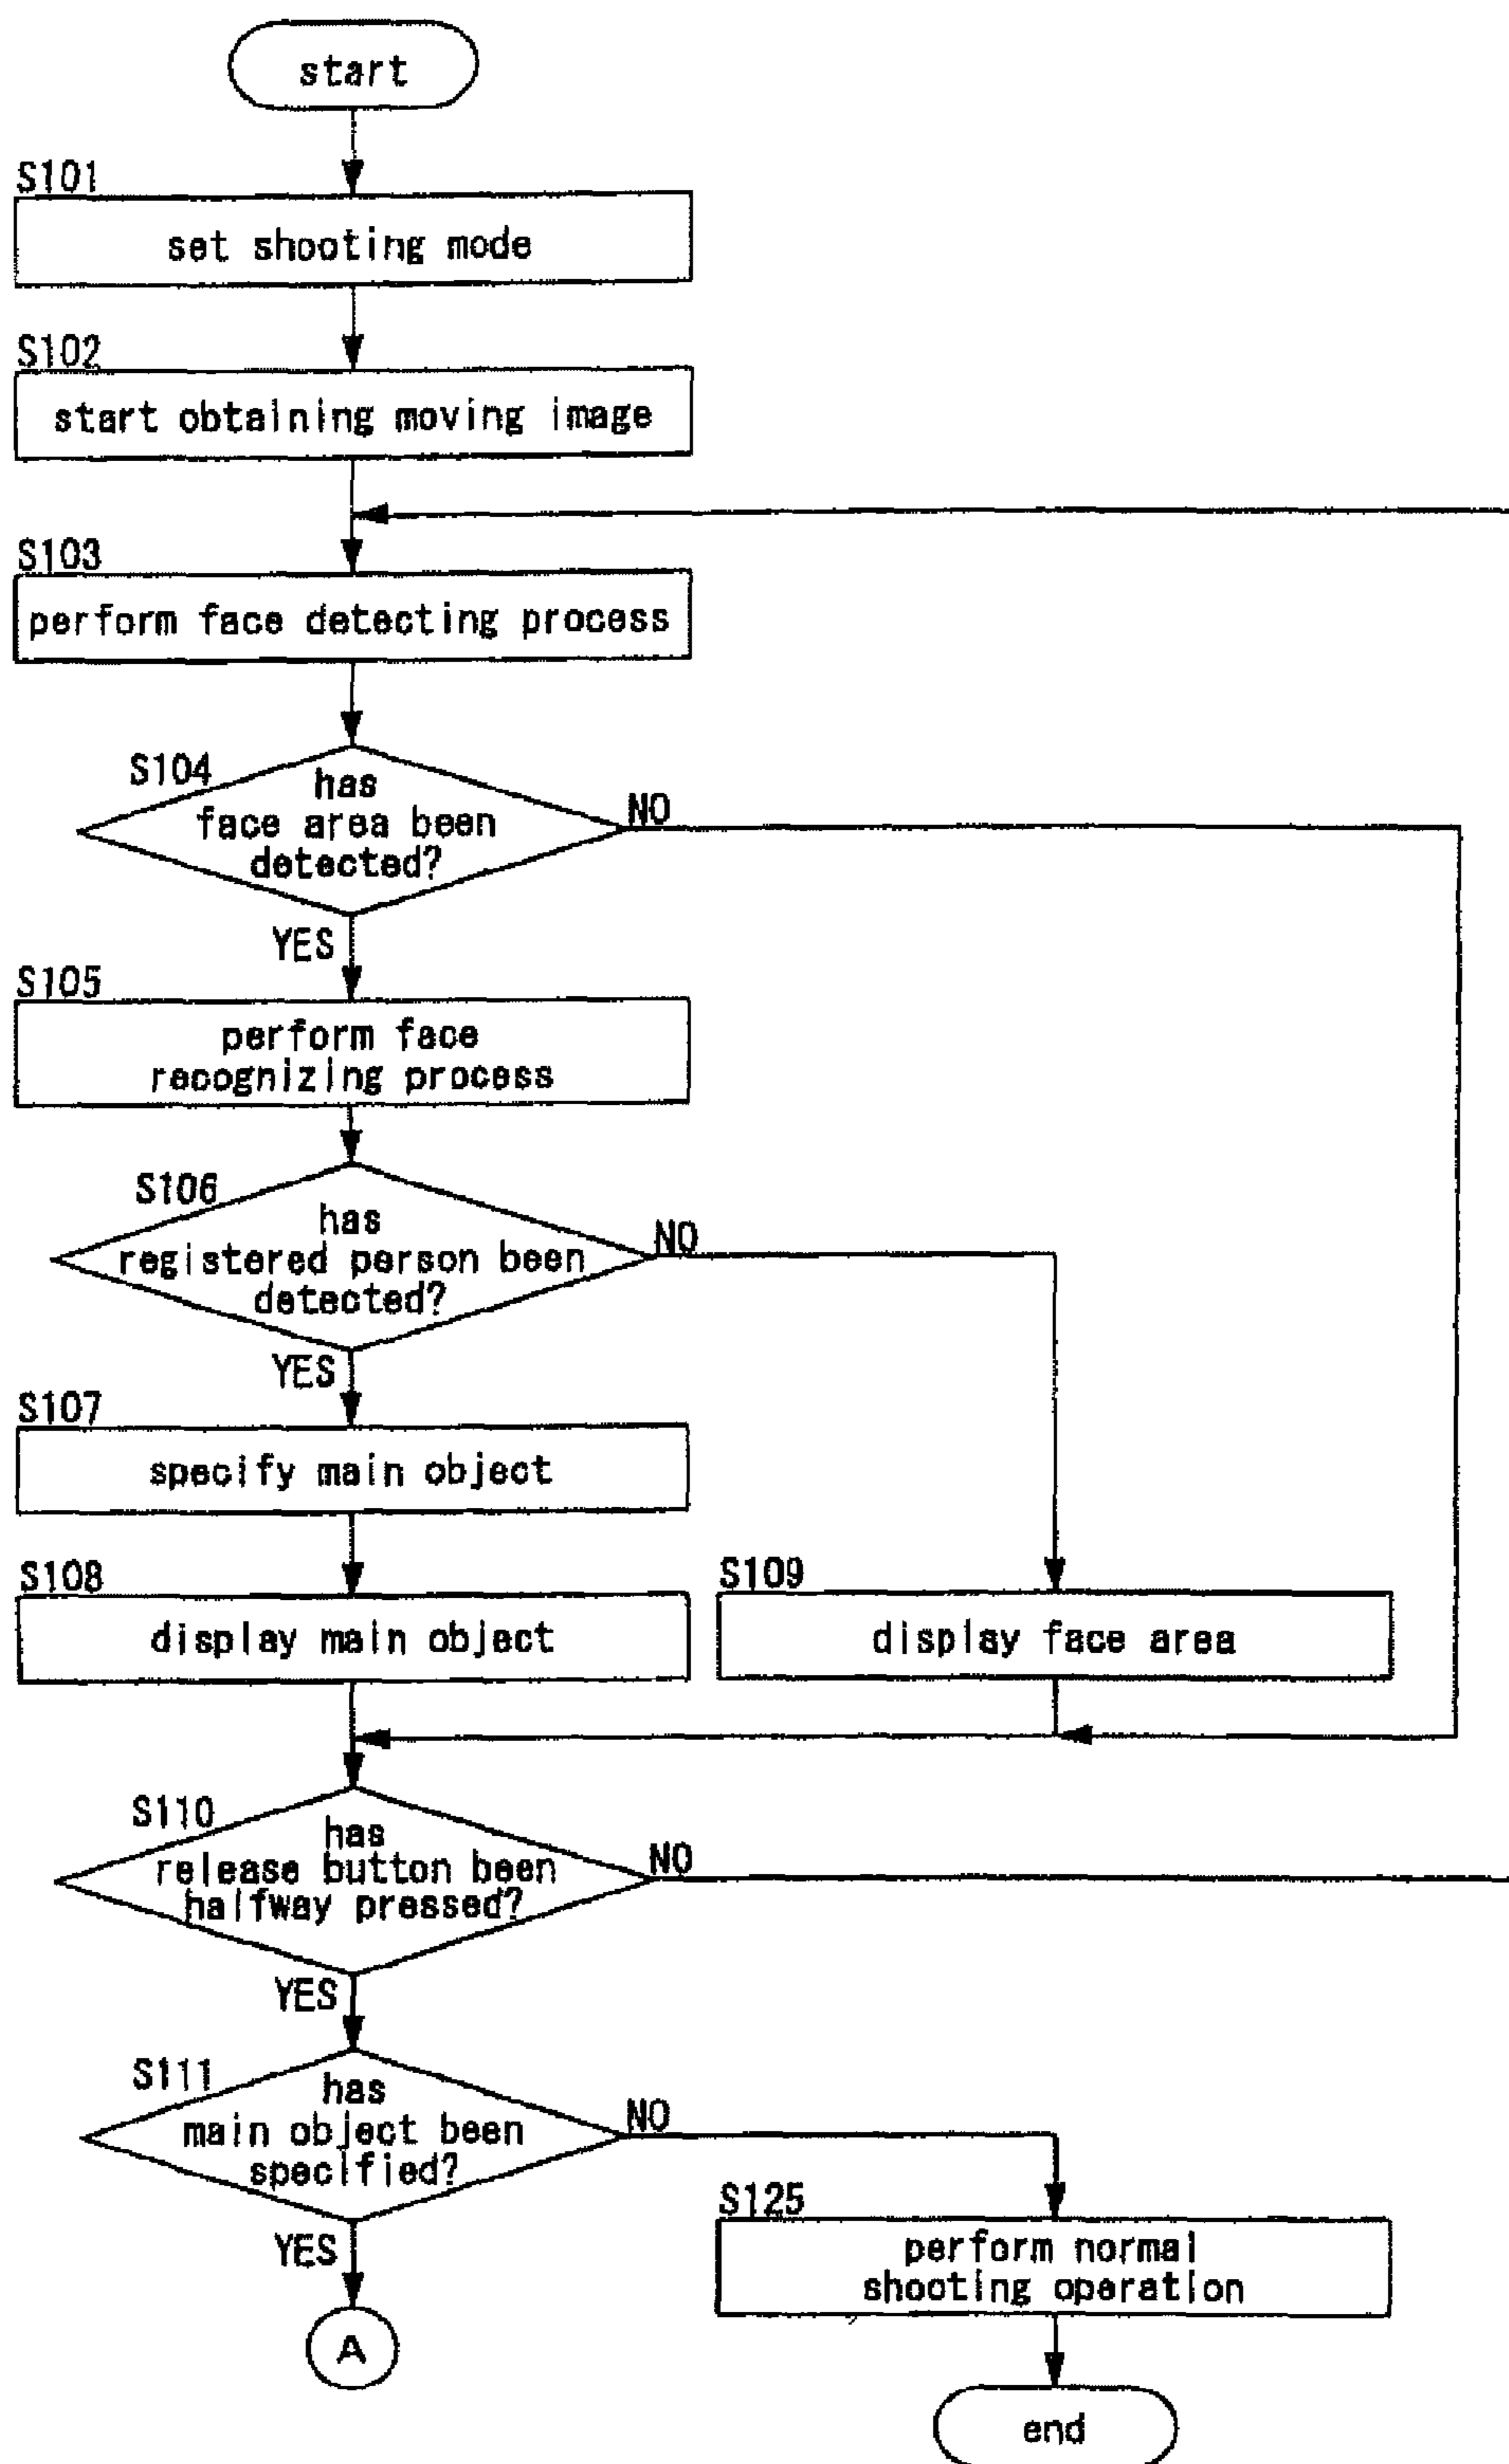 start
S101
set shooting mode
S102
start obtaining moving image
S103
perform face detecting process
S104
has
face area been
detected?
NO
YES
S105
perform face
recognizing process
S106
has
registered person been
detected?
NO
YES
S107
specify main object
S108
display main object
S109
display face area
S110
has
release button been
halfway pressed?
NO
YES
S111
has
main object been
specified?
NO
YES
S125
perform normal
shooting operation
A
end